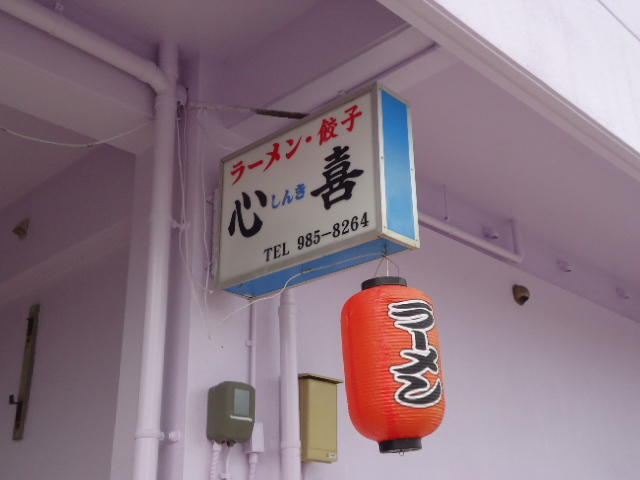 ラーメン・餃子
心しんき喜
TEL 985-8264
ラーメン